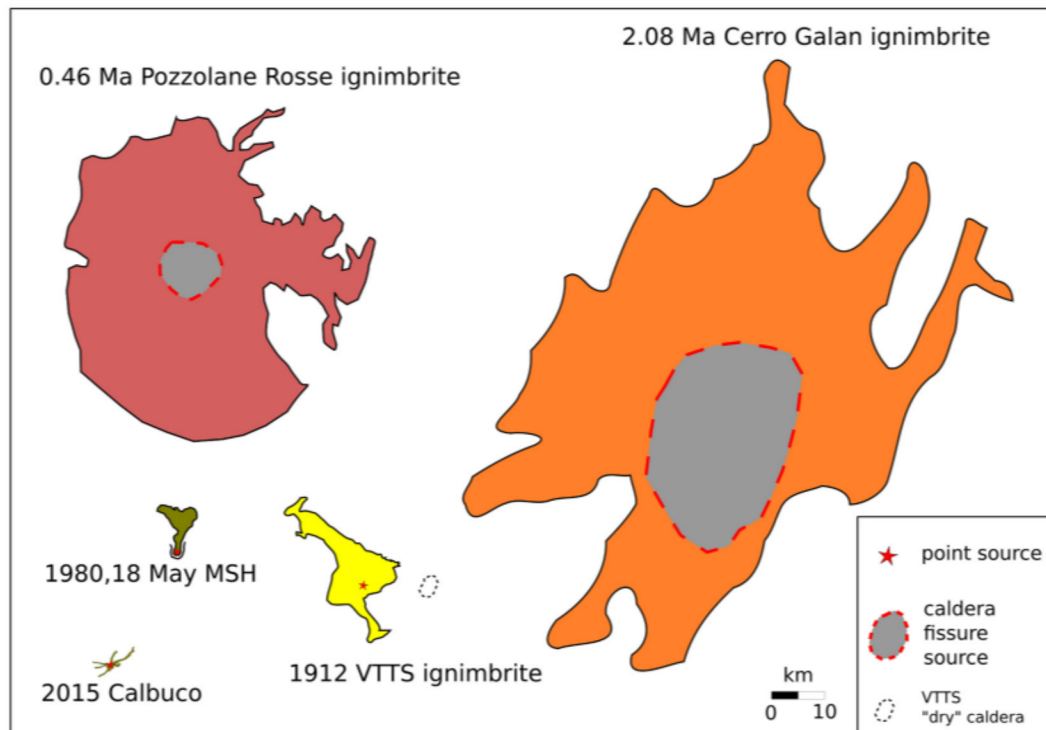 2.08 Ma Cerro Galan ignimbrite
0.46 Ma Pozzolane Rosse ignimbrite
1980,18 May MSH
1912 VTTS ignimbrite
2015 Calbuco
km
0 10
point source
caldera
fissure
source
VTTS
"dry" caldera